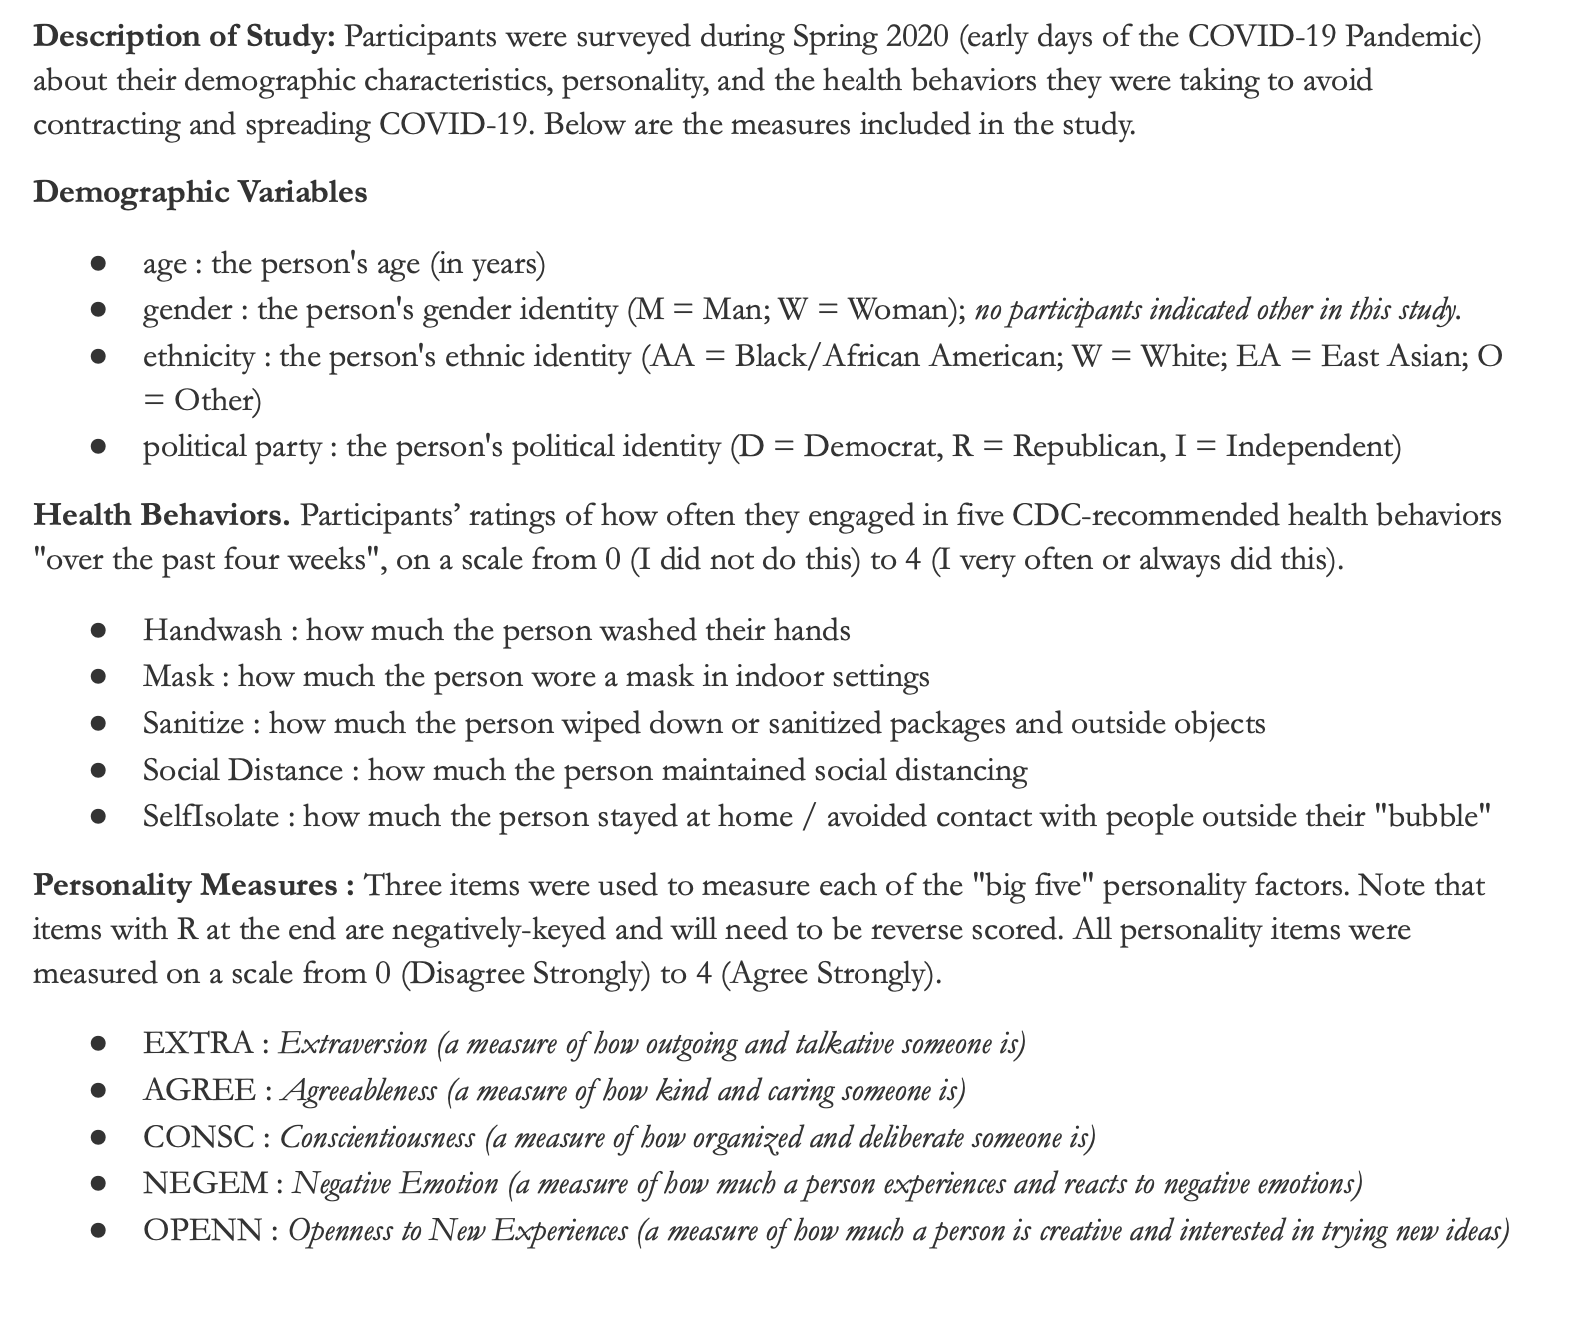 Description of Study: Participants were surveyed during Spring 2020 (early days of the COVID-19 Pandemic)
about their demographic characteristics, personality, and the health behaviors they were taking to avoid
contracting and spreading COVID-19. Below are the measures included in the study.
Demographic Variables
● age : the person's age (in years)
● gender : the person's gender identity (M = Man; W = Woman); no participants indicated other in this study.
● ethnicity : the person's ethnic identity (AA = Black/African American; W = White; EA = East Asian; O
= Other)
● political party : the person's political identity (D = Democrat, R = Republican, I = Independent)
Health Behaviors. Participants’ ratings of how often they engaged in five CDC-recommended health behaviors
"over the past four weeks", on a scale from 0 (I did not do this) to 4 (I very often or always did this).
● Handwash : how much the person washed their hands
● Mask : how much the person wore a mask in indoor settings
● Sanitize : how much the person wiped down or sanitized packages and outside objects
● Social Distance : how much the person maintained social distancing
● SelfIsolate : how much the person stayed at home / avoided contact with people outside their "bubble"
Personality Measures : Three items were used to measure each of the "big five" personality factors. Note that
items with R at the end are negatively-keyed and will need to be reverse scored. All personality items were
measured on a scale from 0 (Disagree Strongly) to 4 (Agree Strongly).
● EXTRA : Extraversion (a measure of how outgoing and talkative someone is)
● AGREE : Agreeableness (a measure of how kind and caring someone is)
● CONSC : Conscientiousness (a measure of how organized and deliberate someone is)
● NEGEM : Negative Emotion (a measure of how much a person experiences and reacts to negative emotions)
● OPENN : Openness to New Experiences (a measure of how much a person is creative and interested in trying new ideas)